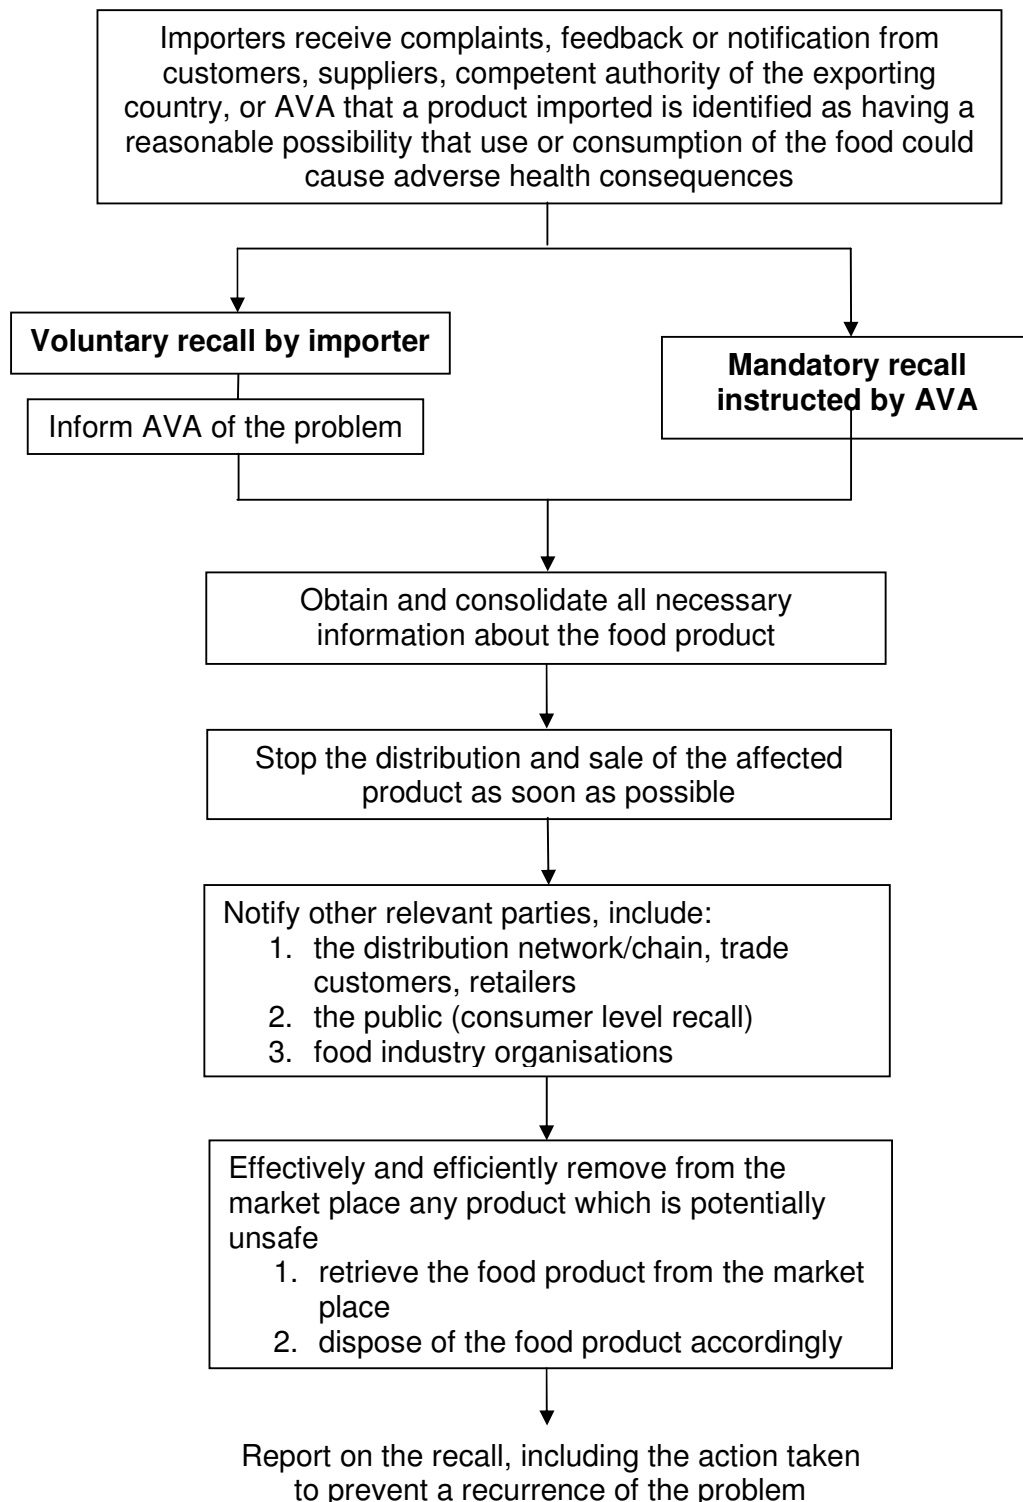 Importers receive complaints, feedback or notification from
customers, suppliers, competent authority of the exporting
country, or AVA that a product imported is identified as having a
reasonable possibility that use or consumption of the food could
cause adverse health consequences
Voluntary recall by importer
Inform AVA of the problem
Mandatory recall
instructed by AVA
Obtain and consolidate all necessary
information about the food product
Stop the distribution and sale of the affected
product as soon as possible
Notify other relevant parties, include:
1. the distribution network/chain, trade
customers, retailers
2. the public (consumer level recall)
3. food industry organisations
Effectively and efficiently remove from the
market place any product which is potentially
unsafe
1. retrieve the food product from the market
place
2. dispose of the food product accordingly
Report on the recall, including the action taken
to prevent a recurrence of the problem